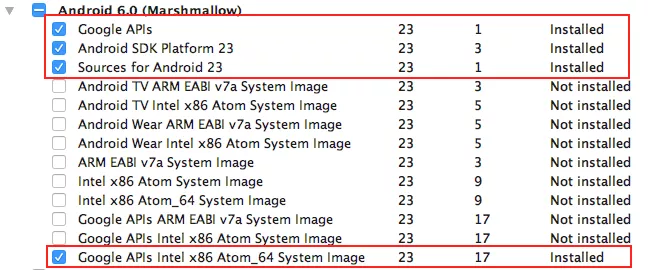 Android 6.0 (Marshmallow)
Google APIs 23 1 Installed
Android SDK Platform 23 23 3 Installed
Sources for Android 23 23 1 Installed
Android TV ARM EABI v7a System Image 23 3 Not installed
Android TV Intel x86 Atom System Image 23 5 Not installed
Android Wear ARM EABI v7a System Image 23 5 Not installed
Android Wear Intel x86 Atom System Image 23 5 Not installed
ARM EABI v7a System Image 23 3 Not installed
Intel x86 Atom System Image 23 9 Not installed
Intel x86 Atom_64 System Image 23 9 Not installed
Google APIs ARM EABI v7a System Image 23 17 Not installed
Google APIs Intel x86 Atom System Image 23 17 Not installed
Google APIs Intel x86 Atom_64 System Image 23 17 Installed